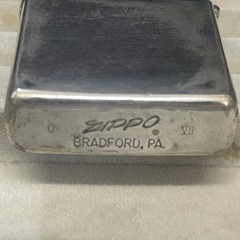 G ZIPPO ® VII
BRADFORD, PA.